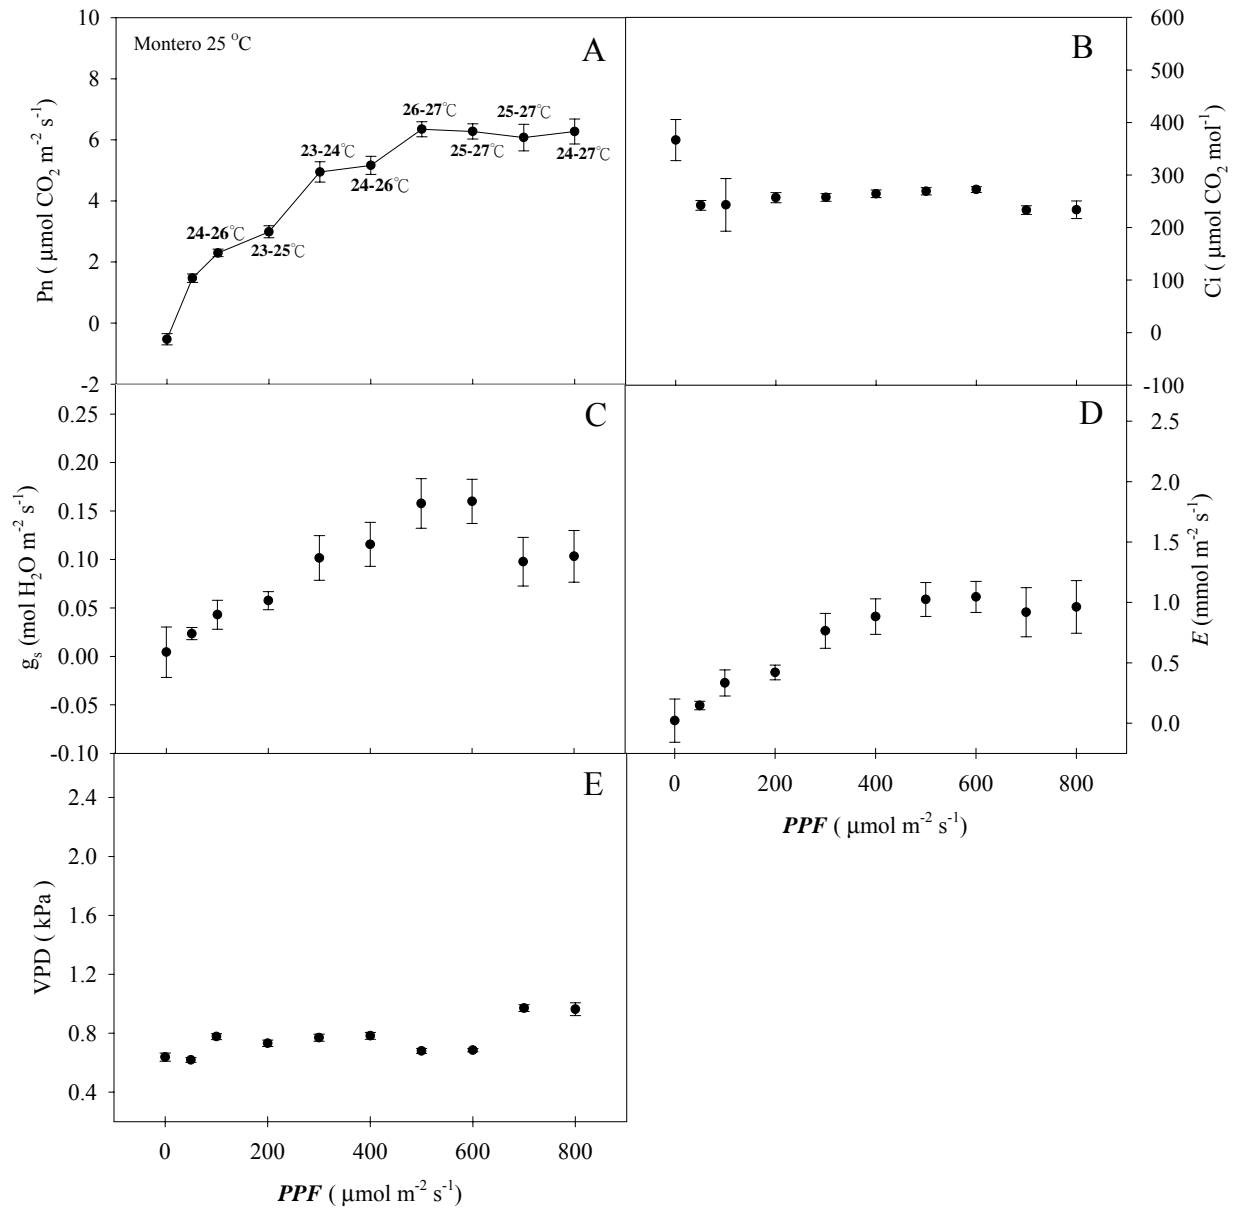 Montero 25 °C
A
10
8
6
4
2
0
-2
Pn ( μmol CO₂ m⁻² s⁻¹)
24-26℃
23-25℃
23-24℃
24-26℃
26-27℃
25-27℃
25-27℃
24-27℃
B
600
500
400
300
200
100
0
-100
Ci ( μmol CO₂ mol⁻¹)
C
0.25
0.20
0.15
0.10
0.05
0.00
-0.05
-0.10
gₛ (mol H₂O m⁻² s⁻¹)
D
2.5
2.0
1.5
1.0
0.5
0.0
E (mmol m⁻² s⁻¹)
0 200 400 600 800
PPF ( μmol m⁻² s⁻¹)
E
2.4
2.0
1.6
1.2
0.8
0.4
VPD ( kPa)
0 200 400 600 800
PPF ( μmol m⁻² s⁻¹)